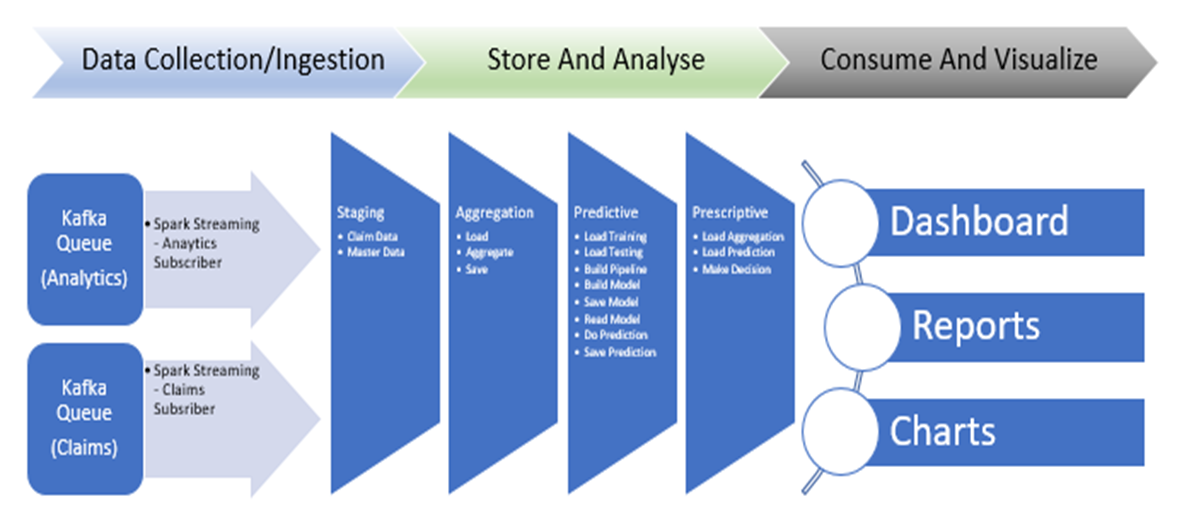 Data Collection/Ingestion
Store And Analyse
Consume And Visualize
Kafka
Queue
(Analytics)
• Spark Streaming
- Anaytics
Subscriber
Kafka
Queue
(Claims)
• Spark Streaming
- Claims
Subsriber
Staging
• Claim Data
• Master Data
Aggregation
• Load
• Aggregate
• Save
Predictive
• Load Training
• Load Testing
• Build Pipeline
• Build Model
• Save Model
• Read Model
• Do Prediction
• Save Prediction
Prescriptive
• Load Aggregation
• Load Prediction
• Make Decision
Dashboard
Reports
Charts